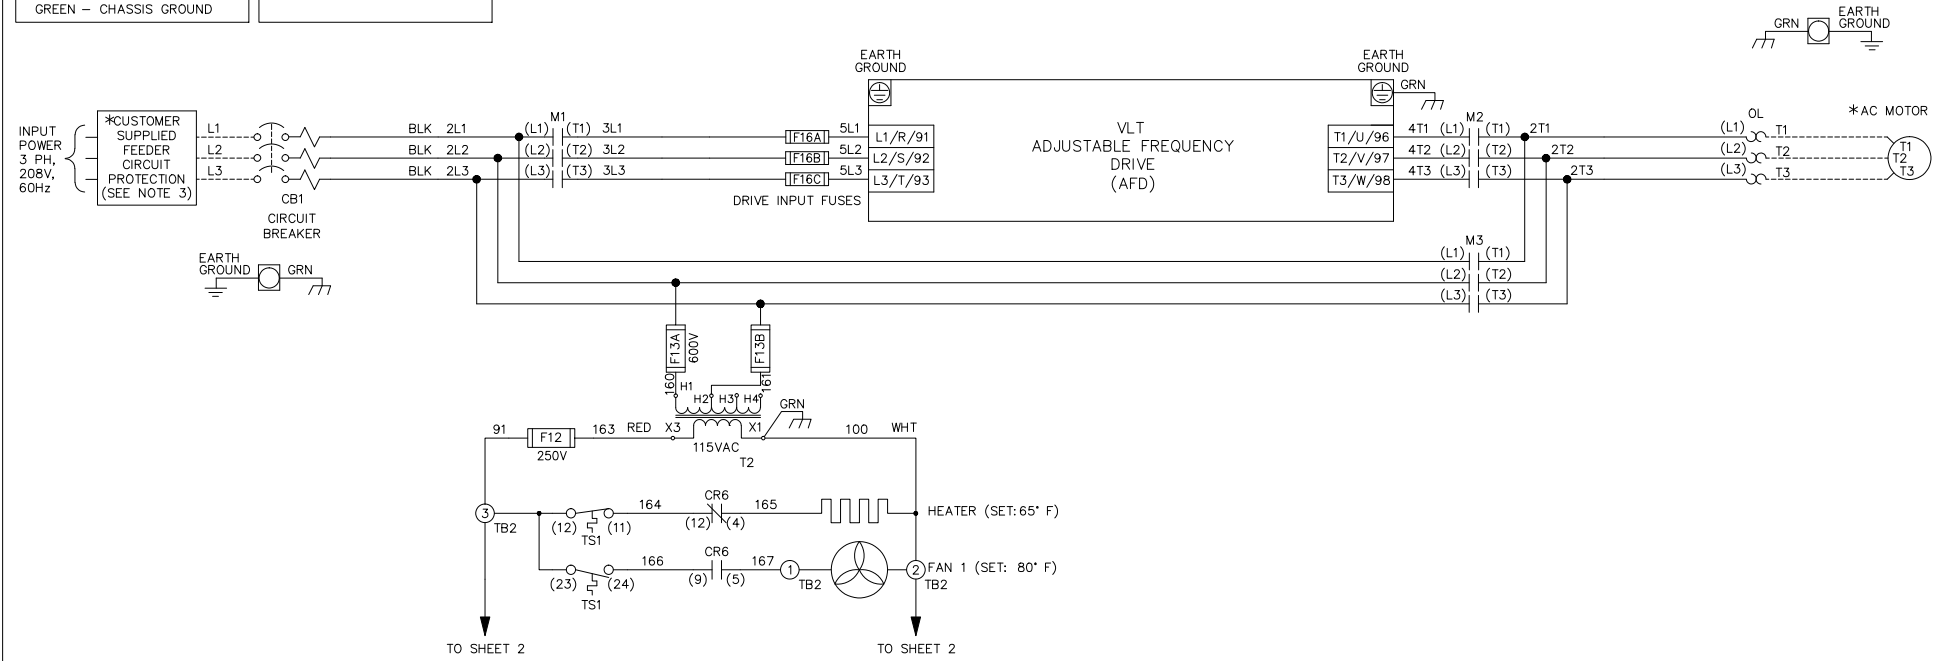 GREEN – CHASSIS GROUND
GRN
EARTH
GROUND
EARTH
GROUND
EARTH
GROUND
GRN
INPUT
POWER
3 PH,
208V,
60Hz
*CUSTOMER
SUPPLIED
FEEDER
CIRCUIT
PROTECTION
(SEE NOTE 3)
L1
L2
L3
CB1
CIRCUIT
BREAKER
BLK 2L1
BLK 2L2
BLK 2L3
M1
(L1) (T1) 3L1
(L2) (T2) 3L2
(L3) (T3) 3L3
F16A
F16B
F16C
DRIVE INPUT FUSES
5L1
5L2
5L3
L1/R/91
L2/S/92
L3/T/93
VLT
ADJUSTABLE FREQUENCY
DRIVE
(AFD)
T1/U/96
T2/V/97
T3/W/98
4T1 (L1) (T1) 2T1
4T2 (L2) (T2) 2T2
4T3 (L3) (T3) 2T3
M2
OL
(L1) T1
(L2) T2
(L3) T3
*AC MOTOR
T1
T2
T3
M3
(L1) (T1)
(L2) (T2)
(L3) (T3)
EARTH
GROUND
GRN
F13A
600V
F13B
160
161
H1
H2 H3 H4
GRN
91
F12
250V
163 RED X3
X1
100 WHT
115VAC
T2
3
TB2
(12) (11)
TS1
164
CR6
(12) (4)
165
HEATER (SET:65° F)
(23) (24)
TS1
166
CR6
(9) (5)
167
1
TB2
2
TB2
FAN 1 (SET: 80° F)
TO SHEET 2
TO SHEET 2